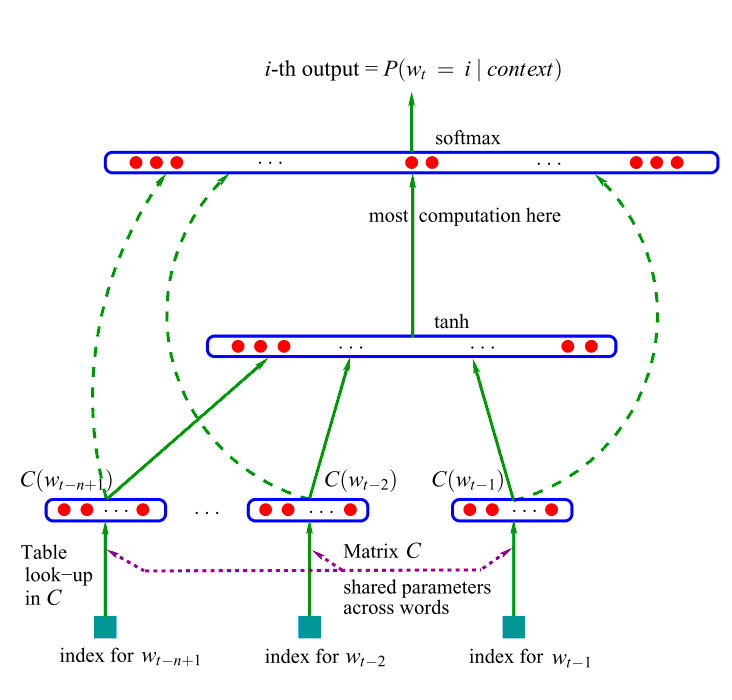 i-th output = P(w_t = i | context)
softmax
· · · · · ·
most computation here
tanh
· · · · · ·
C(w_{t−n+1}) C(w_{t−2}) C(w_{t−1})
· · · · · · · · · · · ·
Table
look−up
in C
Matrix C
shared parameters
across words
index for w_{t−n+1} index for w_{t−2} index for w_{t−1}